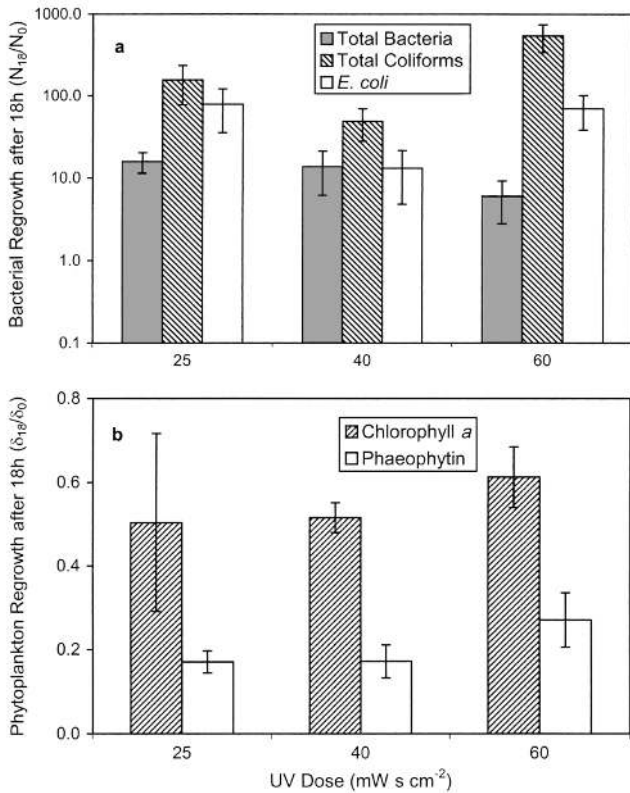 Bacterial Regrowth after 18h (N18/N0)
1000.0
100.0
10.0
1.0
0.1
a
Total Bacteria
Total Coliforms
E. coli
25
40
60
Phytoplankton Regrowth after 18h (δ18/δ0)
0.8
0.6
0.4
0.2
0.0
b
Chlorophyll a
Phaeophytin
25
40
60
UV Dose (mW s cm⁻²)